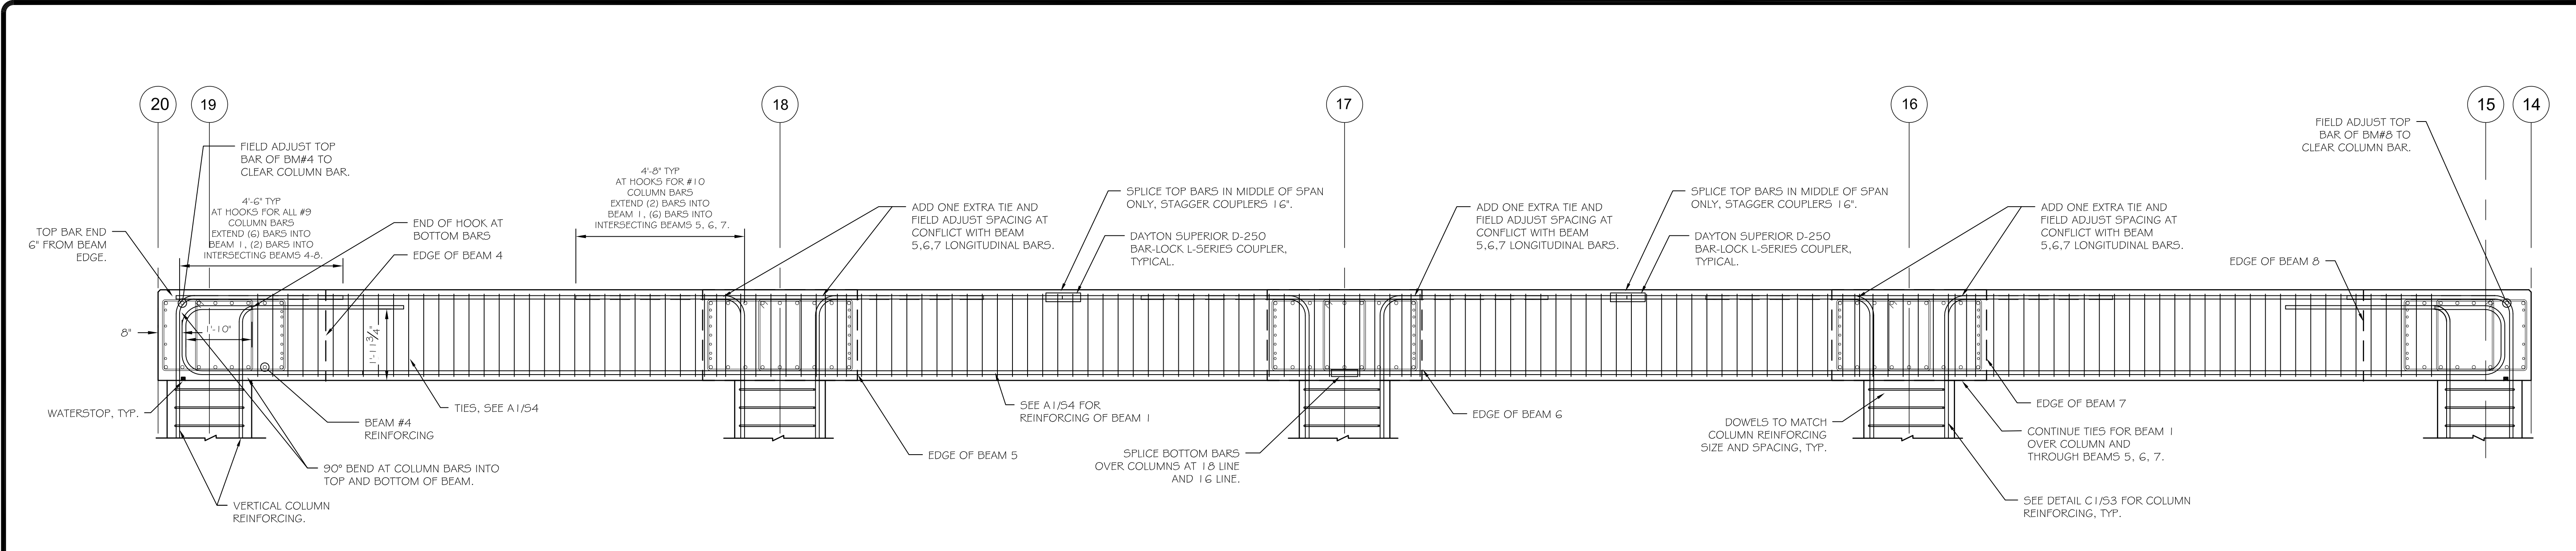 20
19
18
17
16
15
14
FIELD ADJUST TOP
BAR OF BM#4 TO
CLEAR COLUMN BAR.
4'-6" TYP
AT HOOKS FOR ALL #9
COLUMN BARS
EXTEND (6) BARS INTO
BEAM 1, (2) BARS INTO
INTERSECTING BEAMS 4-8.
TOP BAR END
6" FROM BEAM
EDGE.
END OF HOOK AT
BOTTOM BARS
EDGE OF BEAM 4
4'-8" TYP
AT HOOKS FOR #10
COLUMN BARS
EXTEND (2) BARS INTO
BEAM 1, (6) BARS INTO
INTERSECTING BEAMS 5, 6, 7.
ADD ONE EXTRA TIE AND
FIELD ADJUST SPACING AT
CONFLICT WITH BEAM
5,6,7 LONGITUDINAL BARS.
SPLICE TOP BARS IN MIDDLE OF SPAN
ONLY, STAGGER COUPLERS 16".
DAYTON SUPERIOR D-250
BAR-LOCK L-SERIES COUPLER,
TYPICAL.
ADD ONE EXTRA TIE AND
FIELD ADJUST SPACING AT
CONFLICT WITH BEAM
5,6,7 LONGITUDINAL BARS.
SPLICE TOP BARS IN MIDDLE OF SPAN
ONLY, STAGGER COUPLERS 16".
DAYTON SUPERIOR D-250
BAR-LOCK L-SERIES COUPLER,
TYPICAL.
ADD ONE EXTRA TIE AND
FIELD ADJUST SPACING AT
CONFLICT WITH BEAM
5,6,7 LONGITUDINAL BARS.
FIELD ADJUST TOP
BAR OF BM#8 TO
CLEAR COLUMN BAR.
EDGE OF BEAM 8
8"
1'-10"
1'-11 3/4"
WATERSTOP, TYP.
TIES, SEE A1/S4
BEAM #4
REINFORCING
90° BEND AT COLUMN BARS INTO
TOP AND BOTTOM OF BEAM.
VERTICAL COLUMN
REINFORCING.
EDGE OF BEAM 5
SEE A1/S4 FOR
REINFORCING OF BEAM 1
SPLICE BOTTOM BARS
OVER COLUMNS AT 18 LINE
AND 16 LINE.
EDGE OF BEAM 6
DOWELS TO MATCH
COLUMN REINFORCING
SIZE AND SPACING, TYP.
EDGE OF BEAM 7
CONTINUE TIES FOR BEAM 1
OVER COLUMN AND
THROUGH BEAMS 5, 6, 7.
SEE DETAIL C1/S3 FOR COLUMN
REINFORCING, TYP.